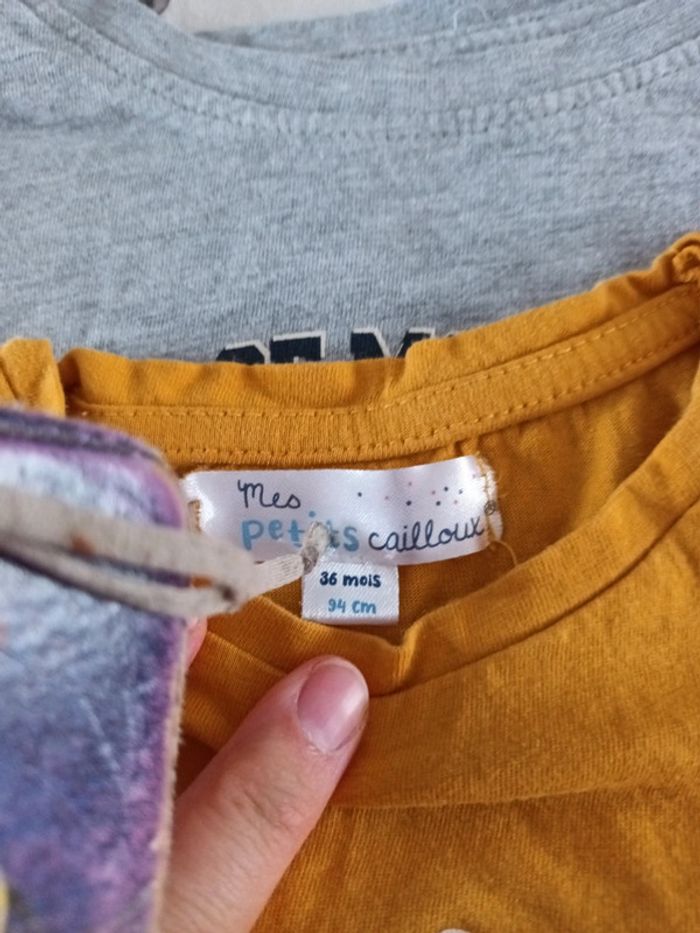 Mes
petits cailloux
36 mois
94 cm